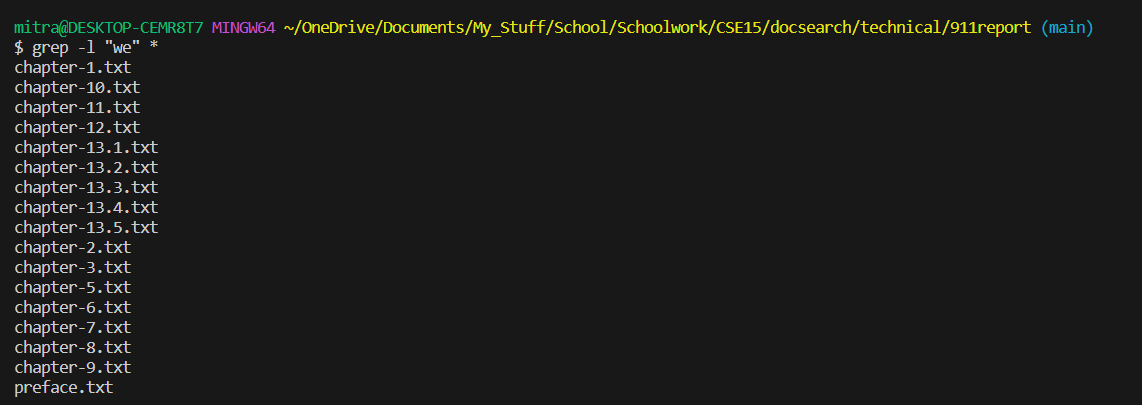 mitra@DESKTOP-CEMR8T7 MINGW64 ~/OneDrive/Documents/My_Stuff/School/Schoolwork/CSE15/docsearch/technical/911report (main)
$ grep -l "we" *
chapter-1.txt
chapter-10.txt
chapter-11.txt
chapter-12.txt
chapter-13.1.txt
chapter-13.2.txt
chapter-13.3.txt
chapter-13.4.txt
chapter-13.5.txt
chapter-2.txt
chapter-3.txt
chapter-5.txt
chapter-6.txt
chapter-7.txt
chapter-8.txt
chapter-9.txt
preface.txt